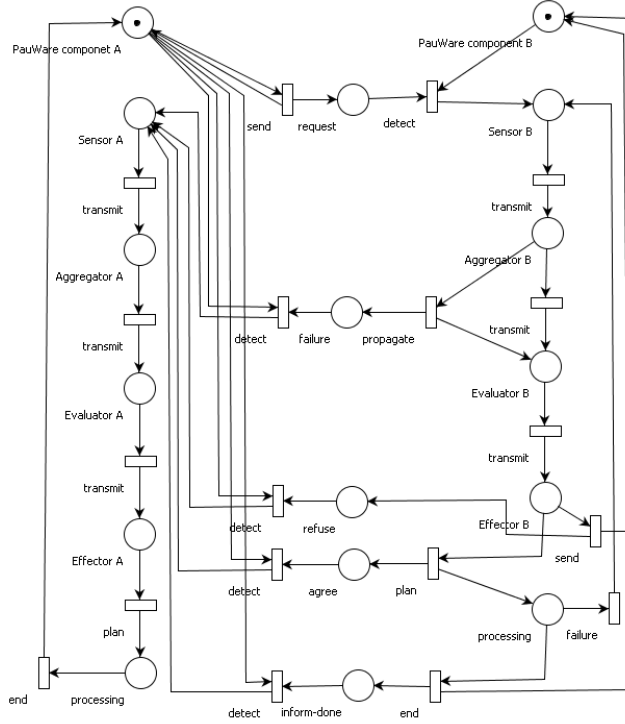 PauWare component B
PauWare componet A
send
request
detect
Sensor B
Sensor A
transmit
transmit
Aggregator B
Aggregator A
transmit
detect
failure
propagate
transmit
Evaluator B
Evaluator A
transmit
transmit
detect
refuse
Effector B
send
Effector A
detect
agree
plan
plan
processing
failure
end
processing
detect
inform-done
end